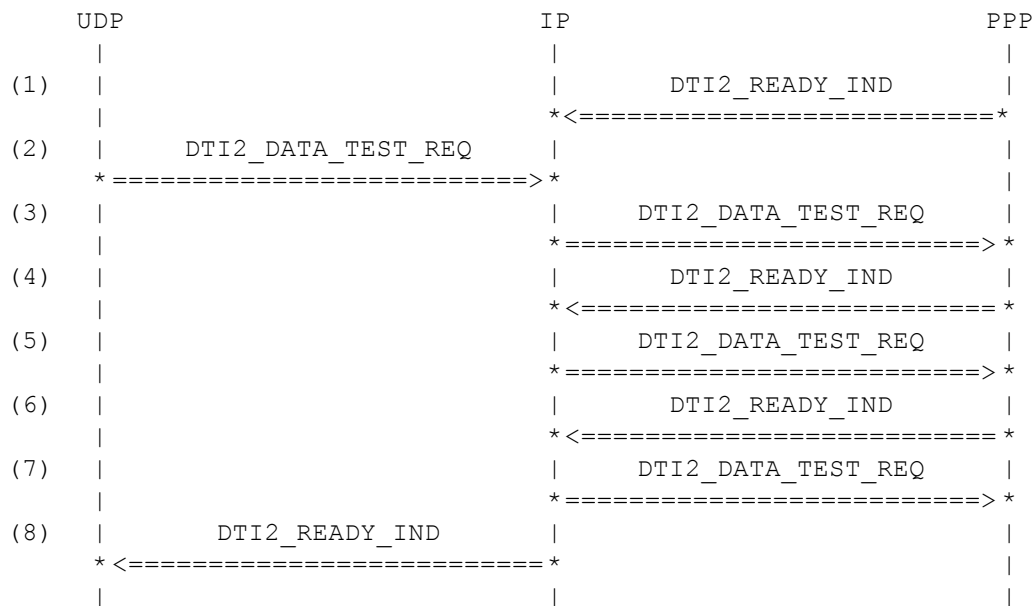 UDP IP PPP
| | |
(1) | | DTI2_READY_IND |
| *<==========================*
(2) | DTI2_DATA_TEST_REQ | |
*==========================>* |
(3) | | DTI2_DATA_TEST_REQ |
| *==========================>*
(4) | | DTI2_READY_IND |
| *<==========================*
(5) | | DTI2_DATA_TEST_REQ |
| *==========================>*
(6) | | DTI2_READY_IND |
| *<==========================*
(7) | | DTI2_DATA_TEST_REQ |
| *==========================>*
(8) | DTI2_READY_IND | |
*<==========================* |
| | |